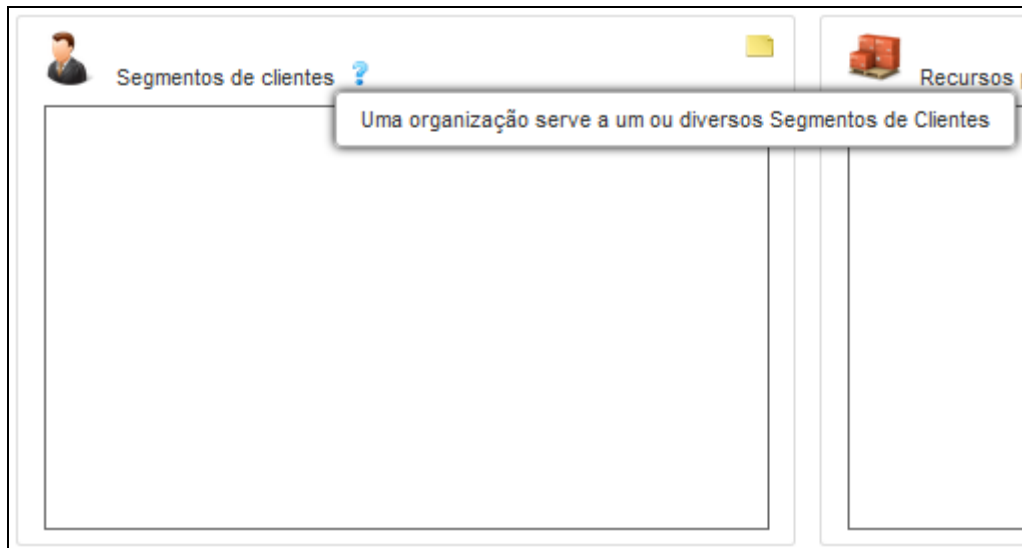 Segmentos de clientes ?
Recursos
Uma organização serve a um ou diversos Segmentos de Clientes